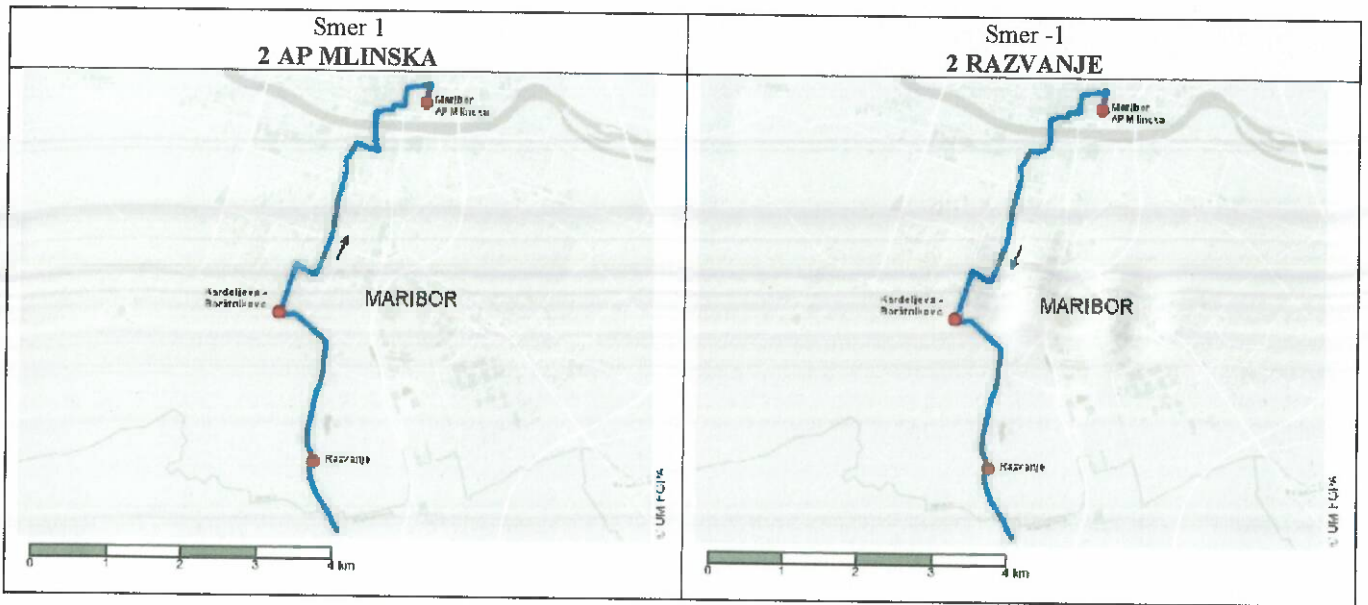 Smer 1
2 AP MLINSKA
Maribor
AP Mlinska
Kardeljeva -
Borštnikova
MARIBOR
Razvanje
© UM FGPA
0 1 2 3 4 km
Smer -1
2 RAZVANJE
Maribor
AP Mlinska
Kardeljeva -
Borštnikova
MARIBOR
Razvanje
© UM FGPA
0 1 2 3 4 km